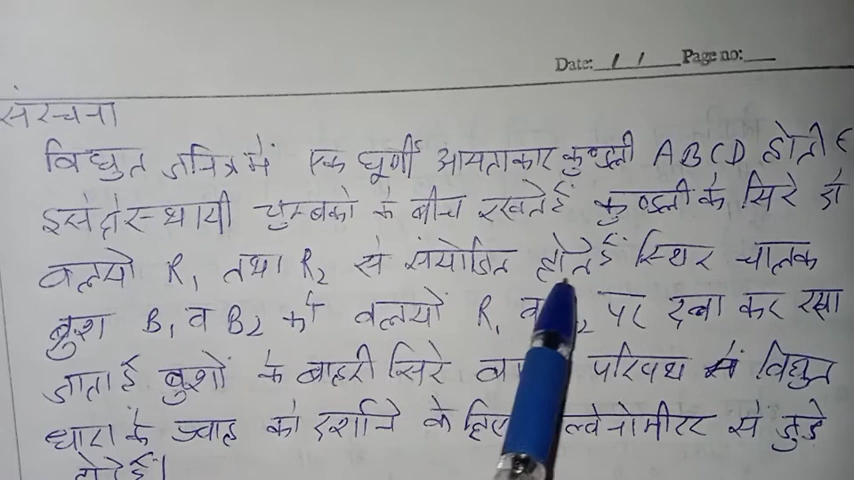 Date: / / Page no:
संरचना
विद्युत जनित्र में एक घूर्णी आयताकार कुण्डली ABCD होती है
इसे दो स्थायी चुम्बको के बीच रखते हैं कुण्डली के सिरे दो
वलयो R₁ तथा R₂ से संयोजित होते हैं स्थिर चालक
बुश B₁ व B₂ को वलयों R₁ व पर दबा कर रखा
जाता है बुशों के बाहरी सिरे परिपथ में विद्युत
धारा के प्रवाह को दर्शाने के लिए ल्वेनोमीटर से जुड़े
होते हैं।